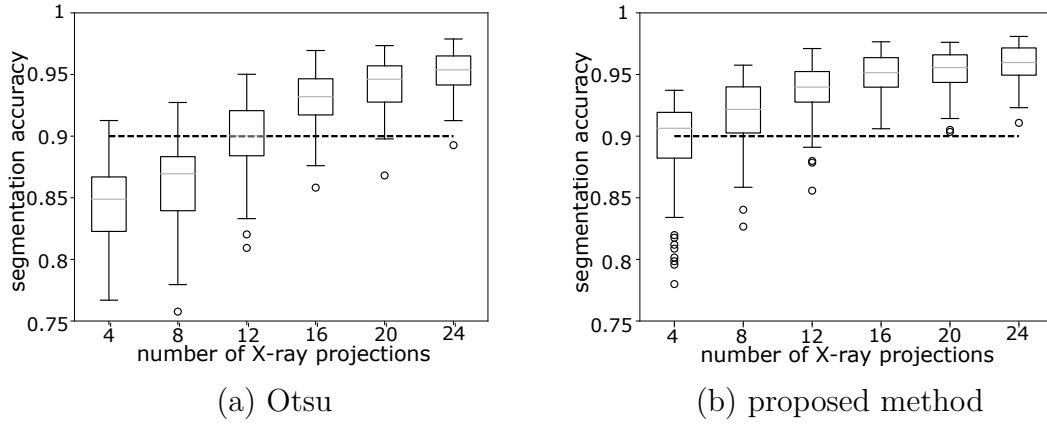 1
0.95
0.9
0.85
0.8
0.75
segmentation accuracy
4 8 12 16 20 24
number of X-ray projections
(a) Otsu
1
0.95
0.9
0.85
0.8
0.75
segmentation accuracy
4 8 12 16 20 24
number of X-ray projections
(b) proposed method